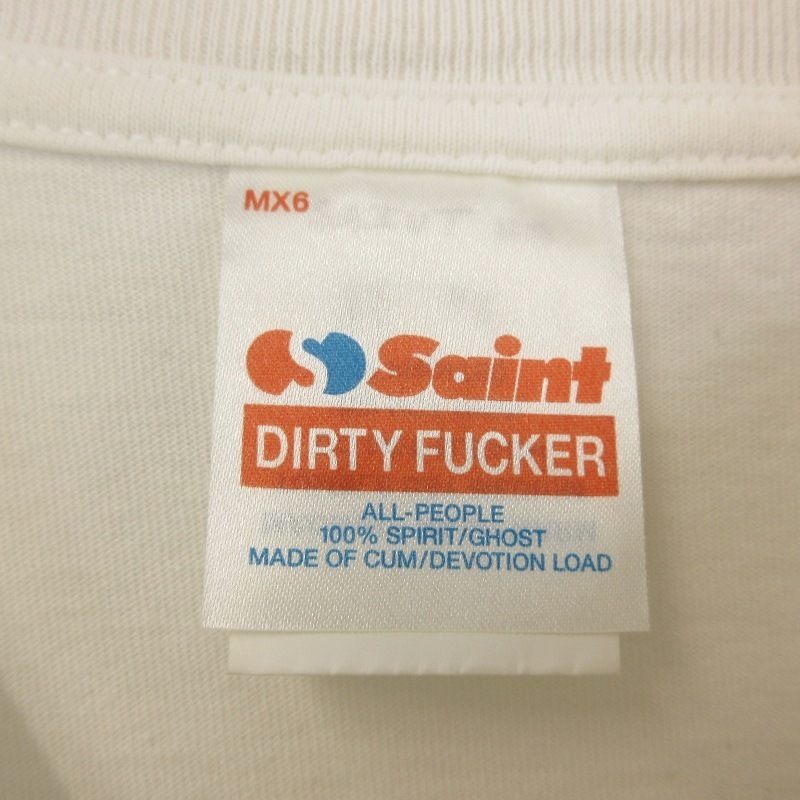 MX6
Saint
DIRTY FUCKER
ALL-PEOPLE
100% SPIRIT/GHOST
MADE OF CUM/DEVOTION LOAD